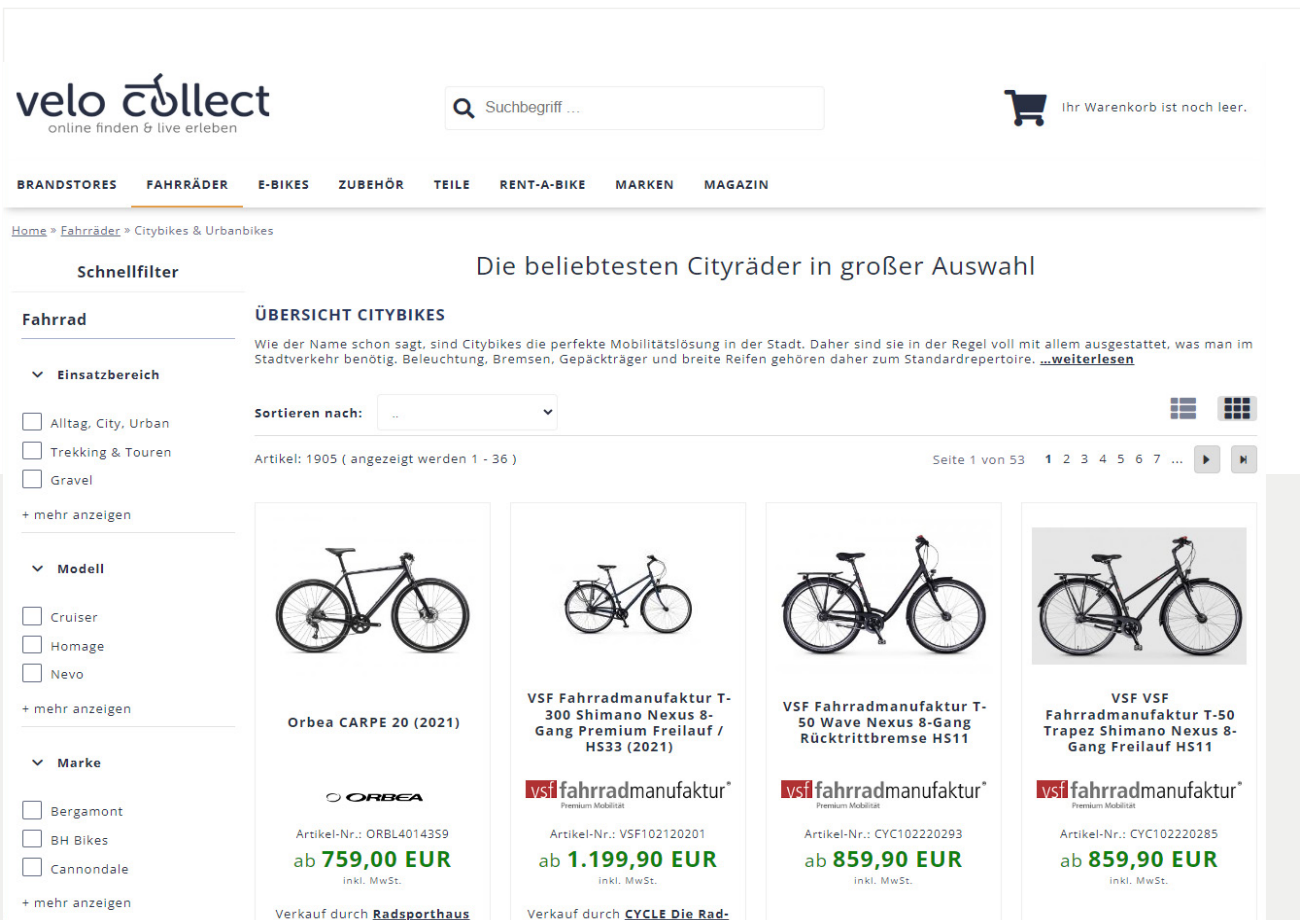 velo collect
online finden & live erleben
Suchbegriff ...
Ihr Warenkorb ist noch leer.
BRANDSTORES FAHRRÄDER E-BIKES ZUBEHÖR TEILE RENT-A-BIKE MARKEN MAGAZIN
Home » Fahrräder » Citybikes & Urbanbikes
Schnellfilter
Fahrrad
Einsatzbereich
Alltag, City, Urban
Trekking & Touren
Gravel
+ mehr anzeigen
Modell
Cruiser
Homage
Nevo
+ mehr anzeigen
Marke
Bergamont
BH Bikes
Cannondale
+ mehr anzeigen
Die beliebtesten Cityräder in großer Auswahl
ÜBERSICHT CITYBIKES
Wie der Name schon sagt, sind Citybikes die perfekte Mobilitätslösung in der Stadt. Daher sind sie in der Regel voll mit allem ausgestattet, was man im
Stadtverkehr benötig. Beleuchtung, Bremsen, Gepäckträger und breite Reifen gehören daher zum Standardrepertoire. ...weiterlesen
Sortieren nach: ..
Artikel: 1905 ( angezeigt werden 1 - 36 )
Seite 1 von 53 1 2 3 4 5 6 7 ...
Orbea CARPE 20 (2021)
ORBEA
Artikel-Nr.: ORBL40143S9
ab 759,00 EUR
inkl. MwSt.
Verkauf durch Radsporthaus
VSF Fahrradmanufaktur T-
300 Shimano Nexus 8-
Gang Premium Freilauf /
HS33 (2021)
vsf fahrradmanufaktur®
Premium Mobilität
Artikel-Nr.: VSF102120201
ab 1.199,90 EUR
inkl. MwSt.
Verkauf durch CYCLE Die Rad-
VSF Fahrradmanufaktur T-
50 Wave Nexus 8-Gang
Rücktrittbremse HS11
vsf fahrradmanufaktur®
Premium Mobilität
Artikel-Nr.: CYC102220293
ab 859,90 EUR
inkl. MwSt.
VSF VSF
Fahrradmanufaktur T-50
Trapez Shimano Nexus 8-
Gang Freilauf HS11
vsf fahrradmanufaktur®
Premium Mobilität
Artikel-Nr.: CYC102220285
ab 859,90 EUR
inkl. MwSt.